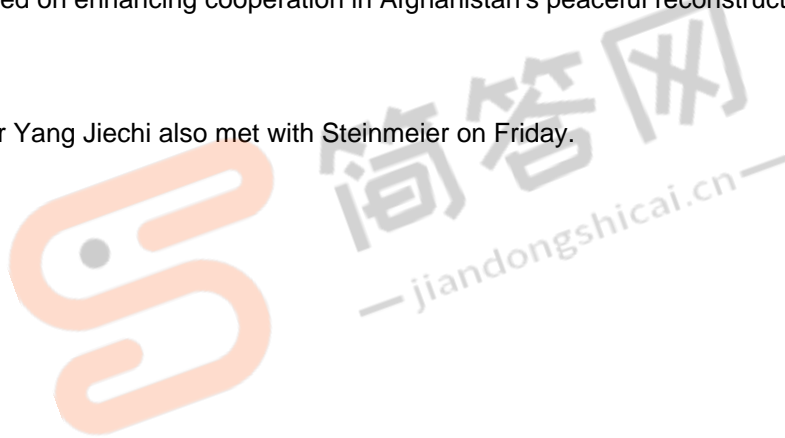 ed on enhancing cooperation in Afghanistan's peaceful reconstruct
r Yang Jiechi also met with Steinmeier on Friday.
简答网
jiandongshicai.cn